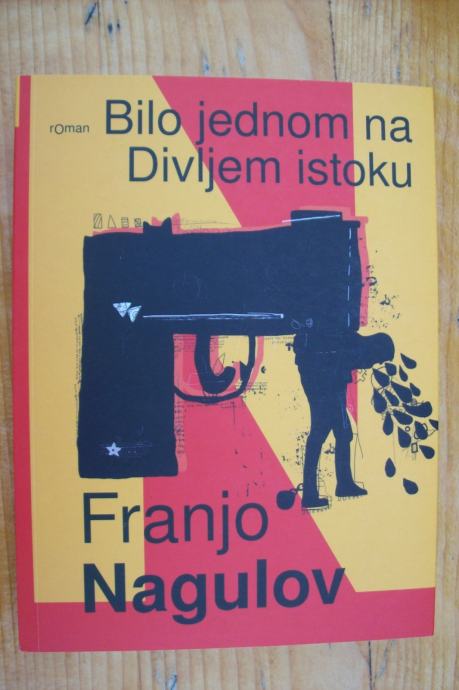 rOman Bilo jednom na
Divljem istoku
Franjo
Nagulov